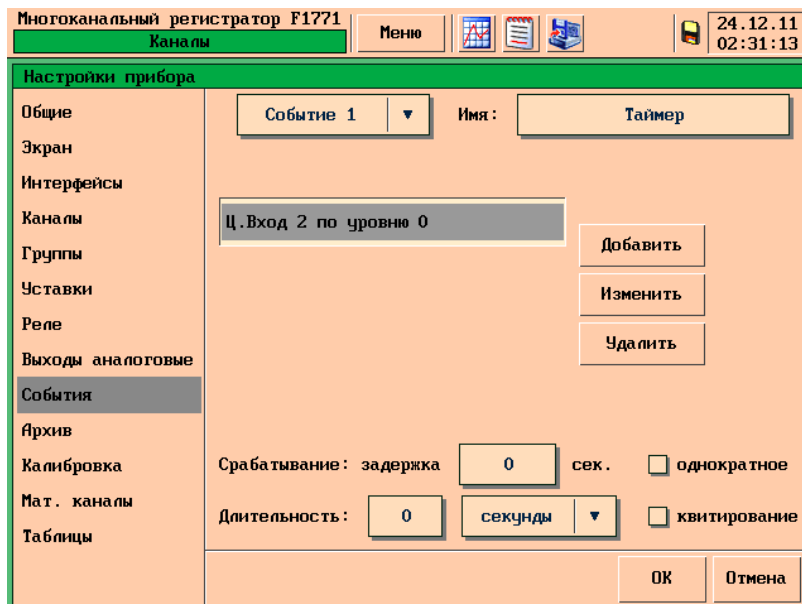 Многоканальный регистратор F1771
Каналы
Меню
24.12.11
02:31:13
Настройки прибора
Общие
Экран
Интерфейсы
Каналы
Группы
Уставки
Реле
Выходы аналоговые
События
Архив
Калибровка
Мат. каналы
Таблицы
Событие 1
Имя:
Таймер
Ц.Вход 2 по уровню 0
Добавить
Изменить
Удалить
Срабатывание: задержка 0 сек. однократное
Длительность: 0 секунды квитирование
ОК Отмена